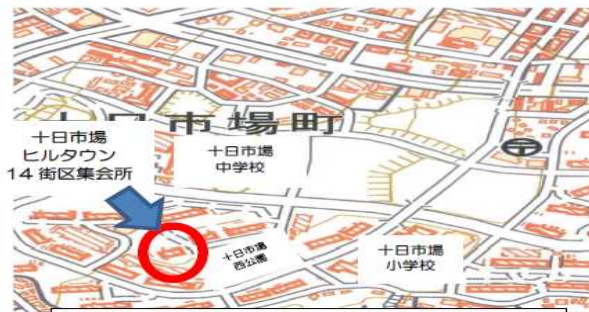 十日市場町
十日市場
ヒルタウン
14 街区集会所
十日市場
中学校
十日市場
西公園
十日市場
小学校